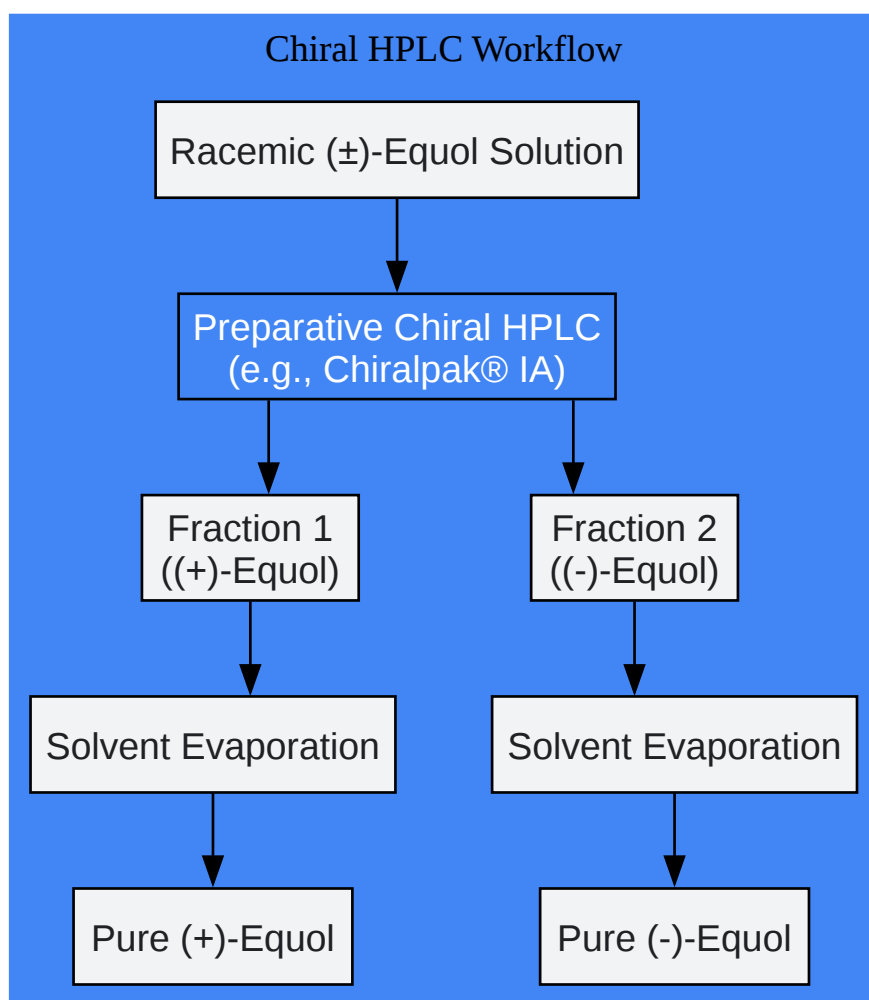 Chiral HPLC Workflow
Racemic (±)-Equol Solution
Preparative Chiral HPLC
(e.g., Chiralpak® IA)
Fraction 1
((+)-Equol)
Fraction 2
((-)-Equol)
Solvent Evaporation
Solvent Evaporation
Pure (+)-Equol
Pure (-)-Equol